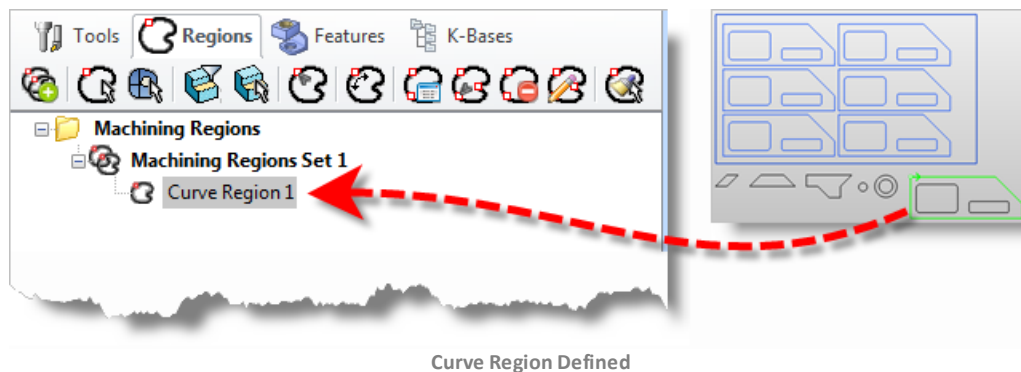 Tools Regions Features K-Bases
Machining Regions
Machining Regions Set 1
Curve Region 1
Curve Region Defined